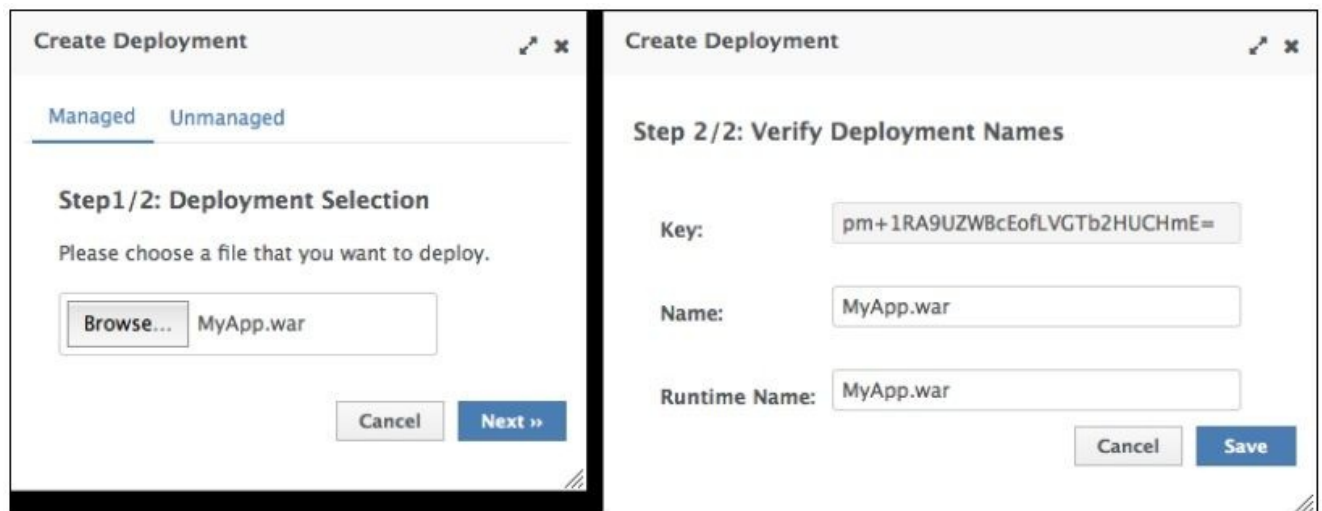 Create Deployment
Managed Unmanaged
Step1/2: Deployment Selection
Please choose a file that you want to deploy.
Browse... MyApp.war
Cancel Next ››
Create Deployment
Step 2/2: Verify Deployment Names
Key: pm+1RA9UZWBcEofLVGTb2HUCHmE=
Name: MyApp.war
Runtime Name: MyApp.war
Cancel Save